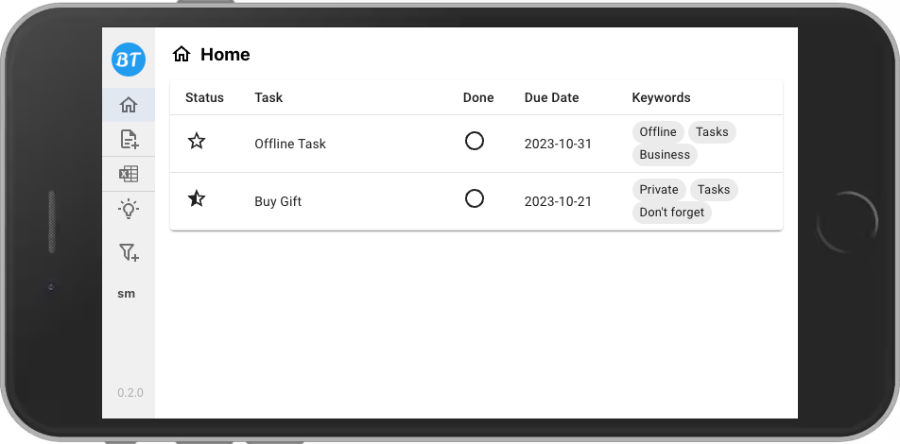 BT
Home
Status Task Done Due Date Keywords
Offline Task 2023-10-31 Offline Tasks
Business
Buy Gift 2023-10-21 Private Tasks
Don't forget
sm
0.2.0